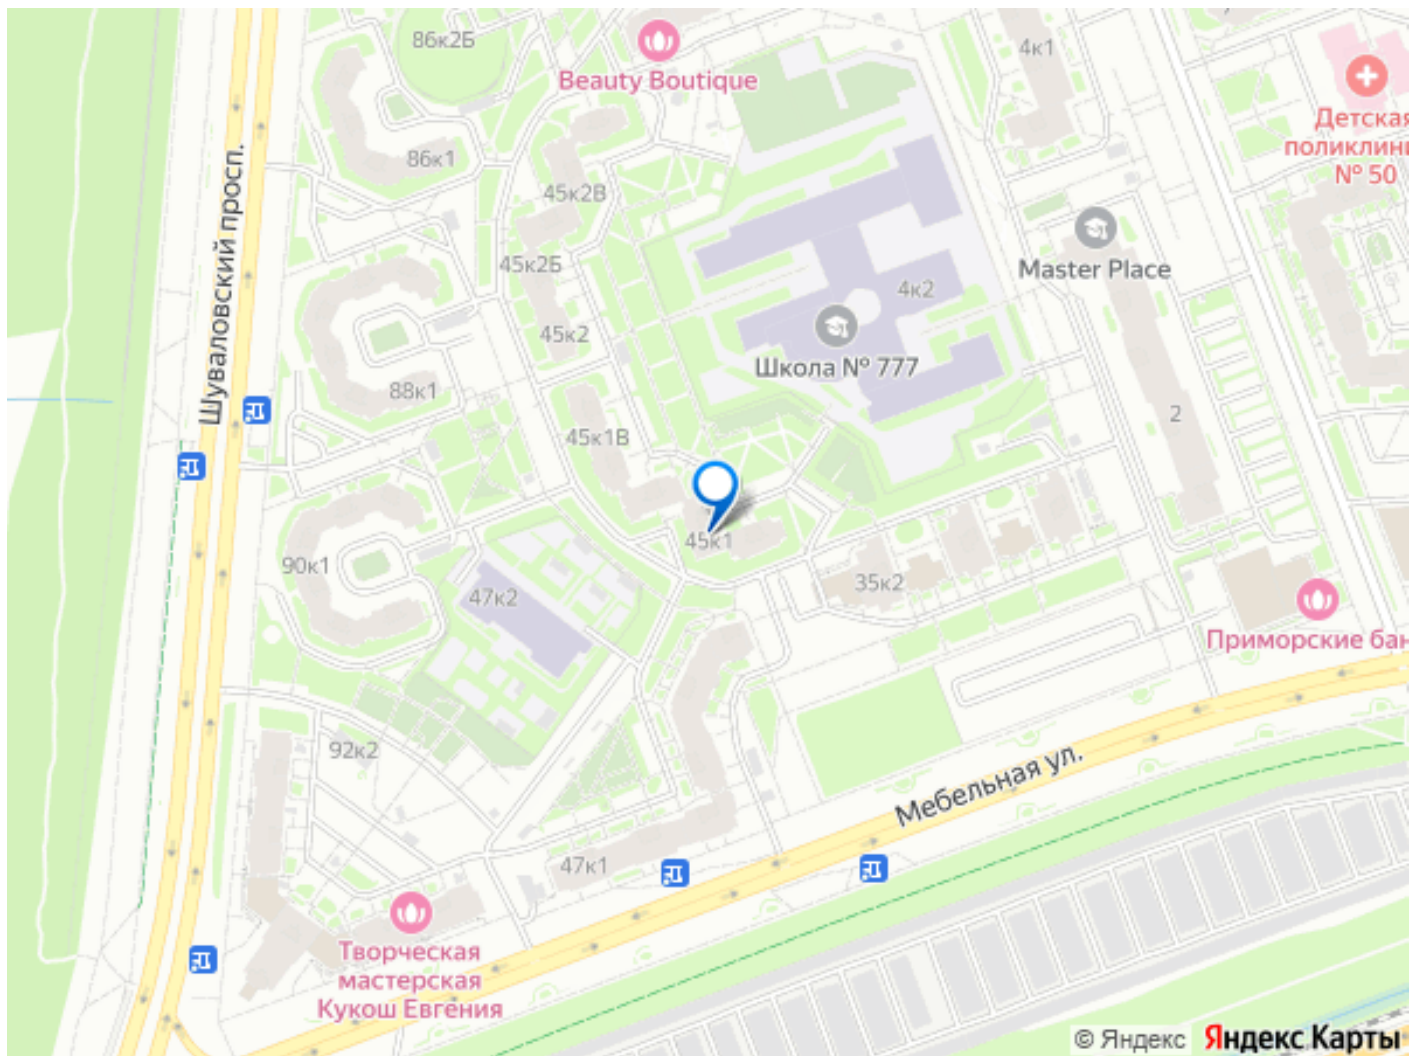 86к2Б
Beauty Boutique
4к1
Детская
поликлини
№ 50
86к1
45к2В
Шуваловский просп.
45к2Б
Master Place
4к2
45к2
Школа № 777
88к1
45к1В
2
45к1
90к1
47к2
35к2
Приморские бан
92к2
Мебельная ул.
47к1
Творческая
мастерская
Кукош Евгения
© Яндекс Яндекс Карты